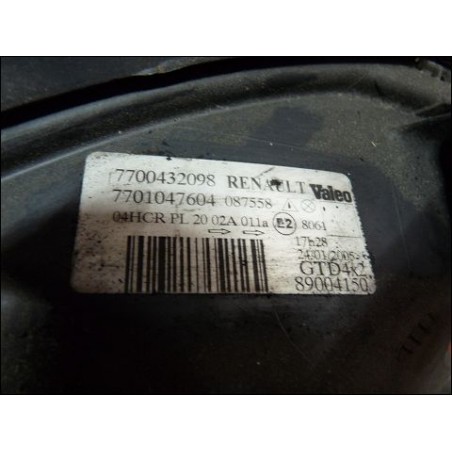 7700432098 RENAULT Valeo
7701047604 087558
04HCR PL 20 02A 011a E2 8061
17h28
24/01/2005
GTD4k2
89004150